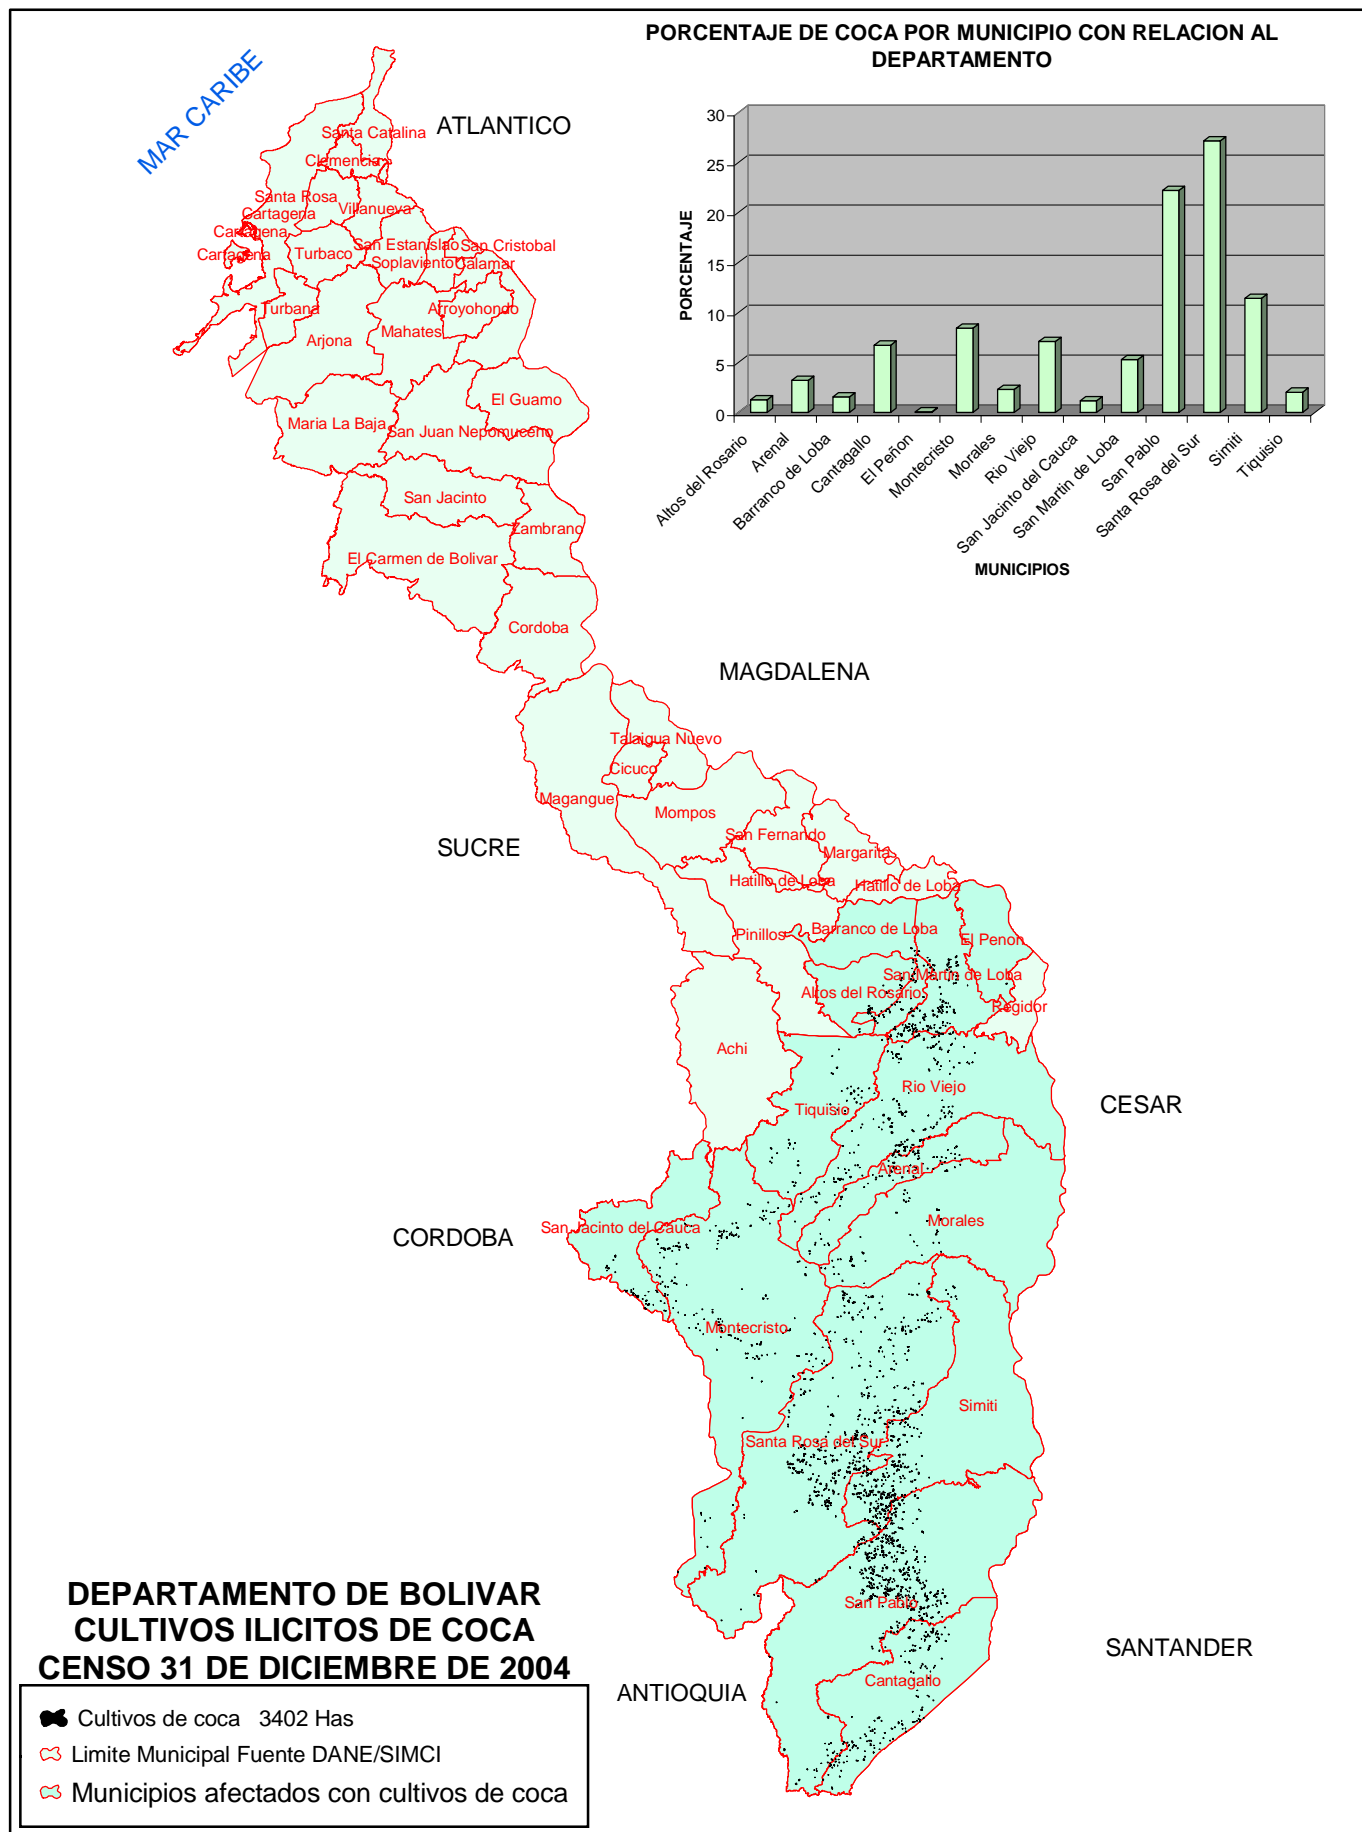 PORCENTAJE DE COCA POR MUNICIPIO CON RELACION AL
DEPARTAMENTO
PORCENTAJE
30
25
20
15
10
5
0
Altos del Rosario
Arenal
Barranco de Loba
Cantagallo
El Peñon
Montecristo
Morales
Rio Viejo
San Jacinto del Cauca
San Martin de Loba
San Pablo
Santa Rosa del Sur
Simiti
Tiquisio
MUNICIPIOS
MAR CARIBE
ATLANTICO
Santa Catalina
Clemencia
Santa Rosa
Cartagena
Villanueva
Cartagena
Cartagena
Turbaco
San Estanislao
San Cristobal
Soplaviento
Calamar
Turbana
Arroyohondo
Mahates
Arjona
El Guamo
Maria La Baja
San Juan Nepomuceno
San Jacinto
Zambrano
El Carmen de Bolivar
Cordoba
MAGDALENA
Talaigua Nuevo
Cicuco
Magangue
Mompos
San Fernando
SUCRE
Margarita
Hatillo de Loba
Hatillo de Loba
Barranco de Loba
Pinillos
El Penon
San Martin de Loba
Altos del Rosario
Regidor
Achi
Rio Viejo
CESAR
Tiquisio
Arenal
Morales
San Jacinto del Cauca
CORDOBA
Montecristo
Simiti
Santa Rosa del Sur
San Pablo
SANTANDER
Cantagallo
ANTIOQUIA
DEPARTAMENTO DE BOLIVAR
CULTIVOS ILICITOS DE COCA
CENSO 31 DE DICIEMBRE DE 2004
Cultivos de coca 3402 Has
Limite Municipal Fuente DANE/SIMCI
Municipios afectados con cultivos de coca